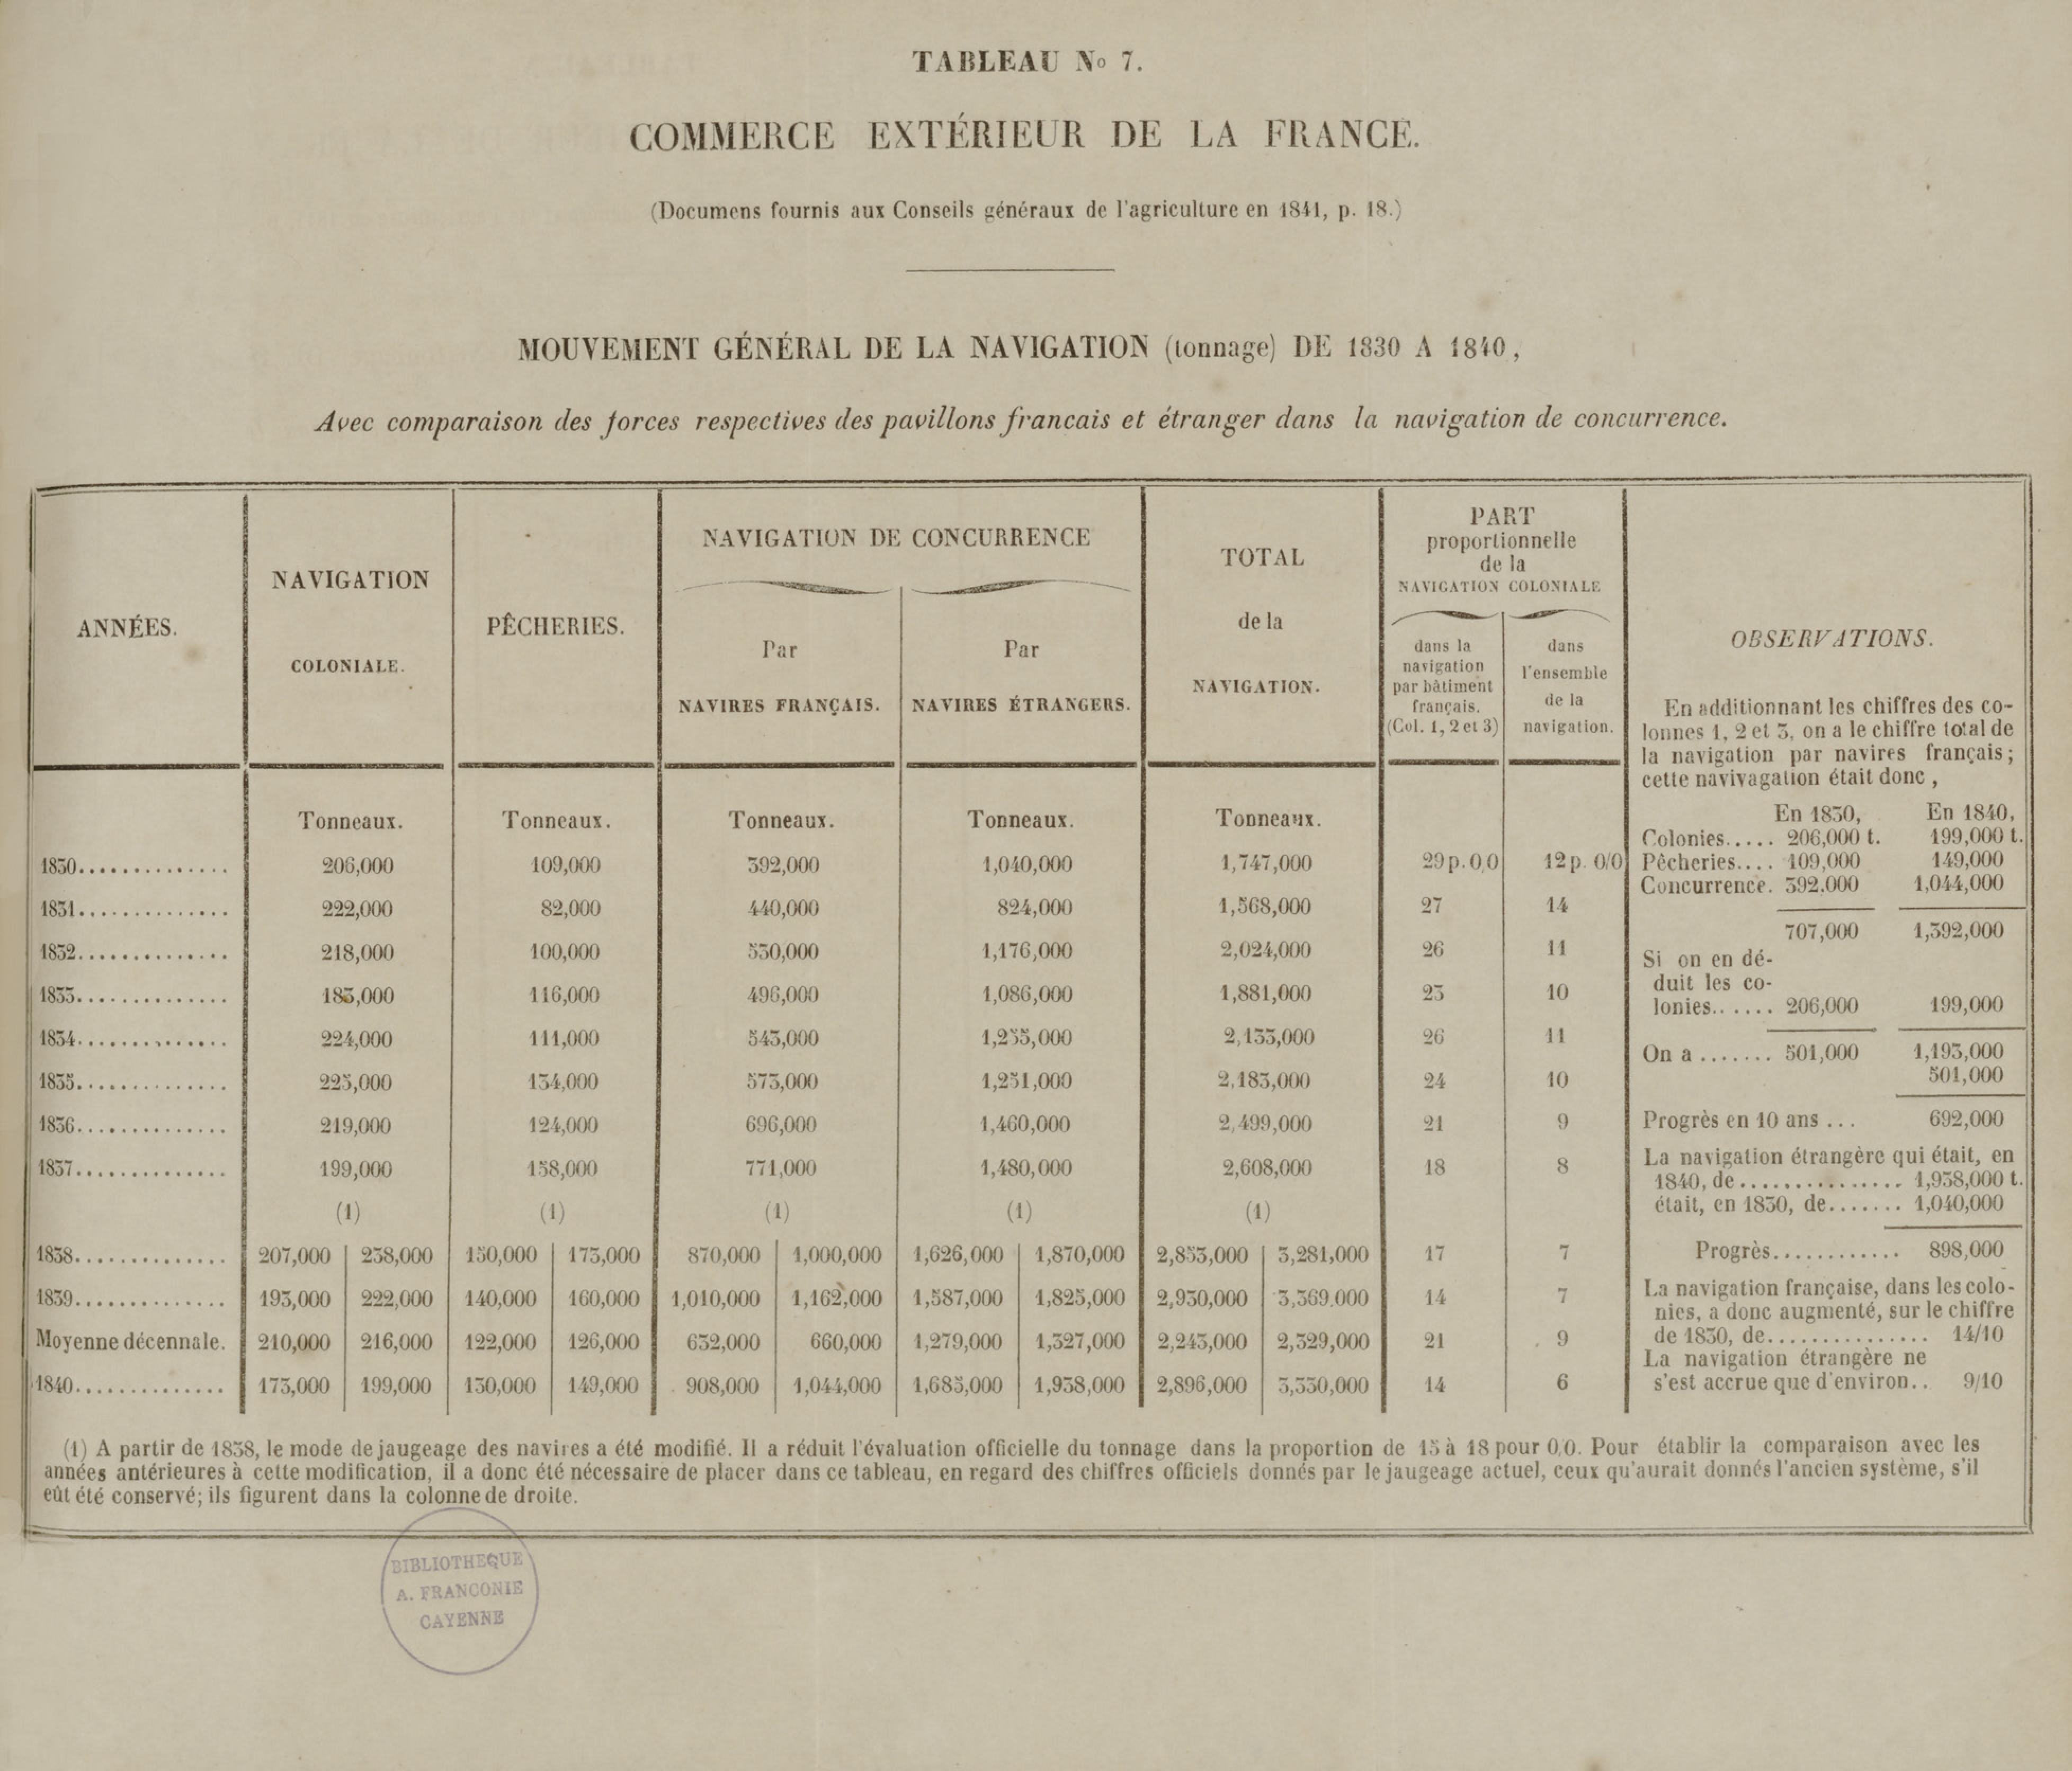 TABLEAU No 7.
COMMERCE EXTÉRIEUR DE LA FRANCE.
(Documens fournis aux Conseils généraux de l'agriculture en 1841, p. 18.)
MOUVEMENT GÉNÉRAL DE LA NAVIGATION (tonnage) DE 1830 A 1840,
Avec comparaison des forces respectives des pavillons francais et étranger dans la navigation de concurrence.
ANNÉES.
NAVIGATION
COLONIALE.
PÊCHERIES.
NAVIGATION DE CONCURRENCE
Par
NAVIRES FRANÇAIS.
Par
NAVIRES ÉTRANGERS.
TOTAL
de la
NAVIGATION.
PART
proportionnelle
de la
NAVIGATION COLONIALE
dans la
navigation
par bâtiment
français.
(Col. 1, 2 et 3)
dans
l'ensemble
de la
navigation.
Tonneaux. Tonneaux. Tonneaux. Tonneaux. Tonneaux.
1830.............. 206,000 109,000 392,000 1,040,000 1,747,000 29 p. 0,0 12 p. 0/0
1831.............. 222,000 82,000 440,000 824,000 1,568,000 27 14
1832.............. 218,000 100,000 530,000 1,176,000 2,024,000 26 11
1833.............. 183,000 116,000 496,000 1,086,000 1,881,000 23 10
1834.............. 224,000 111,000 543,000 1,255,000 2,133,000 26 11
1835.............. 225,000 134,000 573,000 1,251,000 2,183,000 24 10
1836.............. 219,000 124,000 696,000 1,460,000 2,499,000 21 9
1837.............. 199,000 158,000 771,000 1,480,000 2,608,000 18 8
(1) (1) (1) (1) (1)
1838.............. 207,000 238,000 150,000 173,000 870,000 1,000,000 1,626,000 1,870,000 2,853,000 3,281,000 17 7
1839.............. 193,000 222,000 140,000 160,000 1,010,000 1,162,000 1,587,000 1,825,000 2,930,000 3,369.000 14 7
Moyenne décennale. 210,000 216,000 122,000 126,000 632,000 660,000 1,279,000 1,327,000 2,243,000 2,329,000 21 9
1840.............. 173,000 199,000 130,000 149,000 908,000 1,044,000 1,685,000 1,938,000 2,896,000 3,330,000 14 6
OBSERVATIONS.
En additionnant les chiffres des co-
lonnes 1, 2 et 3, on a le chiffre total de
la navigation par navires français;
cette navivagation était donc,
En 1830, En 1840,
Colonies..... 206,000 t. 199,000 t.
Pêcheries.... 109,000 149,000
Concurrence. 392.000 1,044,000
707,000 1,392,000
Si on en dé-
duit les co-
lonies...... 206,000 199,000
On a ....... 501,000 1,193,000
501,000
Progrès en 10 ans ... 692,000
La navigation étrangère qui était, en
1840, de ............... 1,938,000 t.
était, en 1830, de....... 1,040,000
Progrès............ 898,000
La navigation française, dans les colo-
nies, a donc augmenté, sur le chiffre
de 1830, de............... 14/10
La navigation étrangère ne
s'est accrue que d'environ.. 9/10
(1) A partir de 1838, le mode de jaugeage des navires a été modifié. Il a réduit l'évaluation officielle du tonnage dans la proportion de 15 à 18 pour 0/0. Pour établir la comparaison avec les
années antérieures à cette modification, il a donc été nécessaire de placer dans ce tableau, en regard des chiffres officiels donnés par le jaugeage actuel, ceux qu'aurait donnés l'ancien système, s'il
eût été conservé; ils figurent dans la colonne de droite.
BIBLIOTHEQUE
A. FRANCONIE
CAYENNE